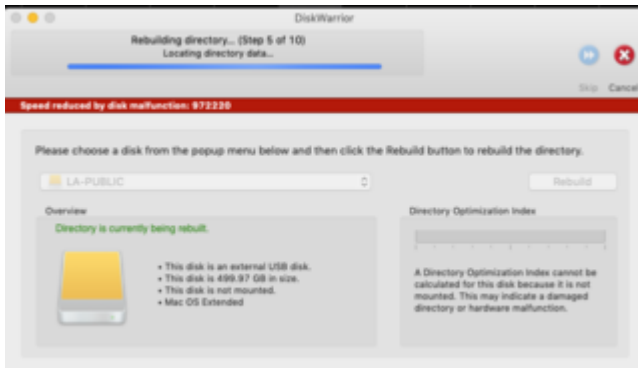 DiskWarrior
Rebuilding directory... (Step 5 of 10)
Locating directory data...
Skip Cancel
Speed reduced by disk malfunction: 972220
Please choose a disk from the popup menu below and then click the Rebuild button to rebuild the directory.
LA-PUBLIC
Rebuild
Overview
Directory is currently being rebuilt.
• This disk is an external USB disk.
• This disk is 499.97 GB in size.
• This disk is not mounted.
• Mac OS Extended
Directory Optimization Index
A Directory Optimization Index cannot be
calculated for this disk because it is not
mounted. This may indicate a damaged
directory or hardware malfunction.